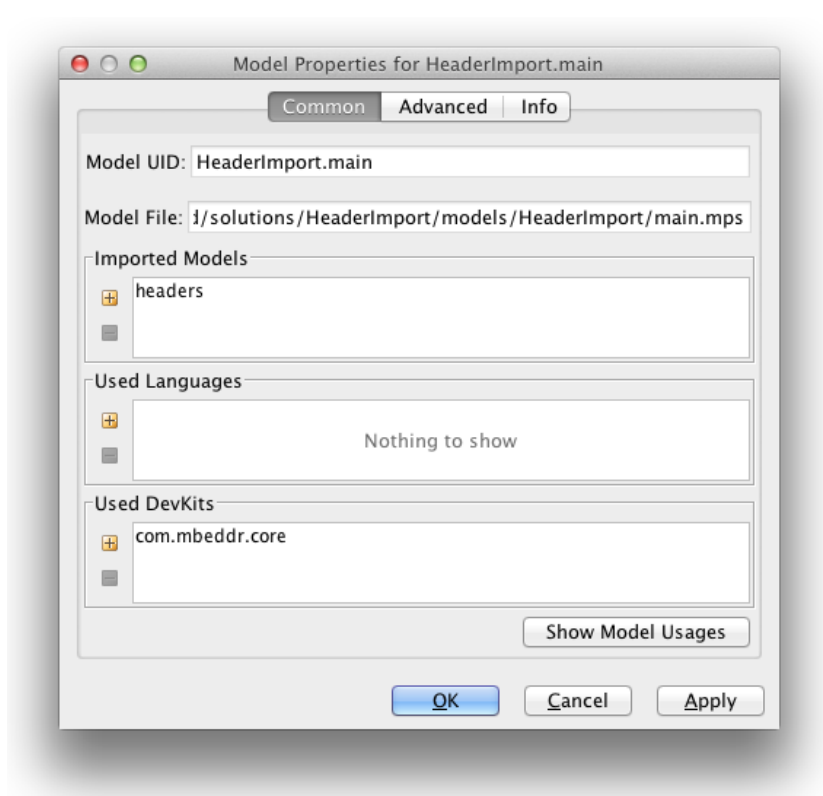 Model Properties for HeaderImport.main
Common Advanced Info
Model UID: HeaderImport.main
Model File: /solutions/HeaderImport/models/HeaderImport/main.mps
Imported Models
headers
Used Languages
Nothing to show
Used DevKits
com.mbeddr.core
Show Model Usages
OK Cancel Apply